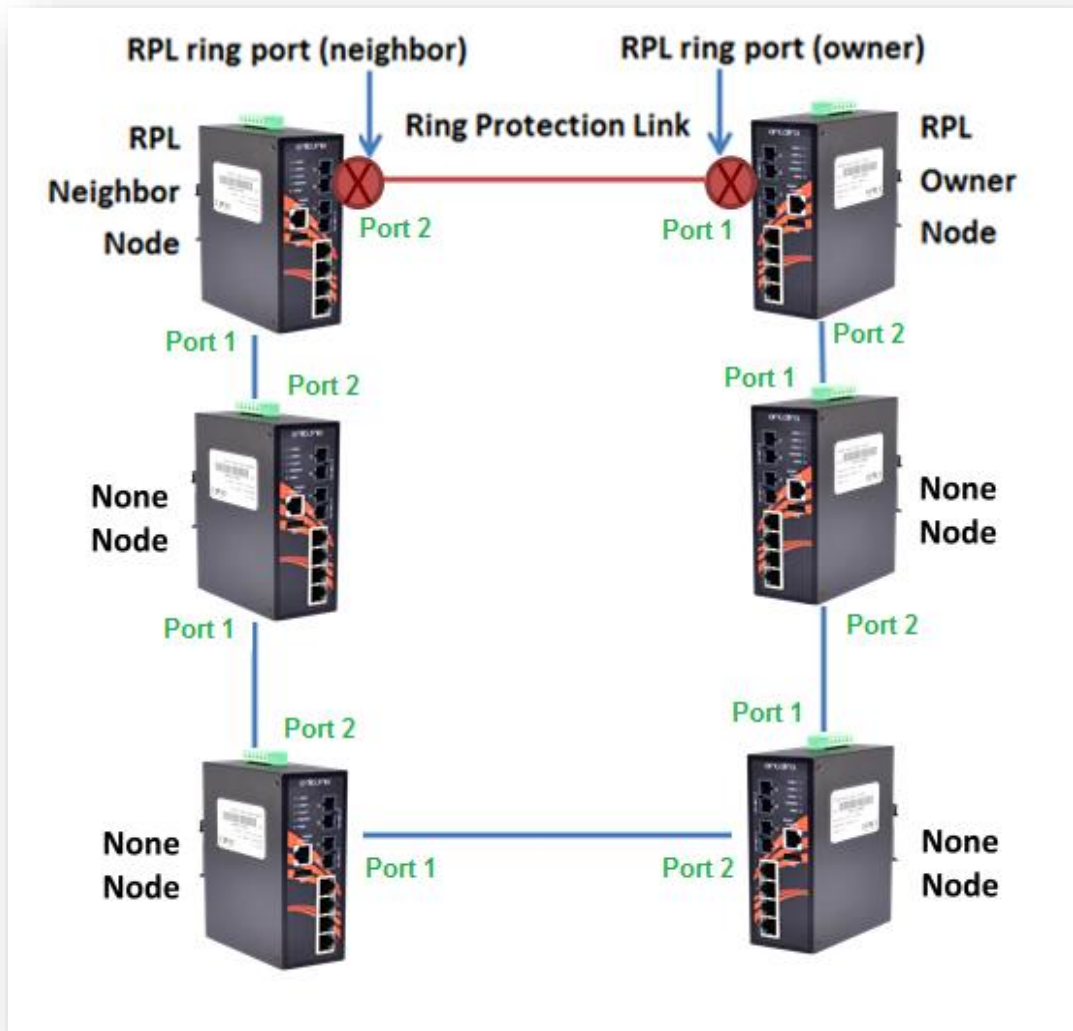 RPL ring port (neighbor)
RPL ring port (owner)
Ring Protection Link
RPL
Neighbor
Node
RPL
Owner
Node
Port 2
Port 1
Port 1
Port 2
Port 2
Port 1
None
Node
None
Node
Port 1
Port 2
Port 2
Port 1
None
Node
None
Node
Port 1
Port 2